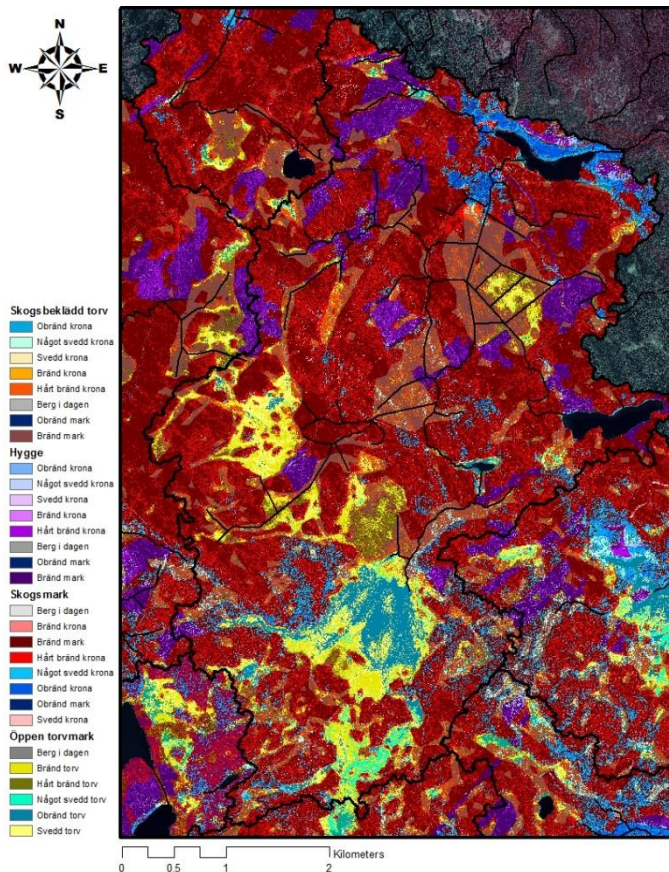 N
W E
S
Skogsbeklädd torv
Obränd krona
Något svedd krona
Svedd krona
Bränd krona
Hårt bränd krona
Berg i dagen
Obränd mark
Bränd mark
Hygge
Obränd krona
Något svedd krona
Svedd krona
Bränd krona
Hårt bränd krona
Berg i dagen
Obränd mark
Bränd mark
Skogsmark
Berg i dagen
Bränd krona
Bränd mark
Hårt bränd krona
Något svedd krona
Obränd krona
Obränd mark
Svedd krona
Öppen torvmark
Berg i dagen
Bränd torv
Hårt bränd torv
Något svedd torv
Obränd torv
Svedd torv
Kilometers
0 0.5 1 2